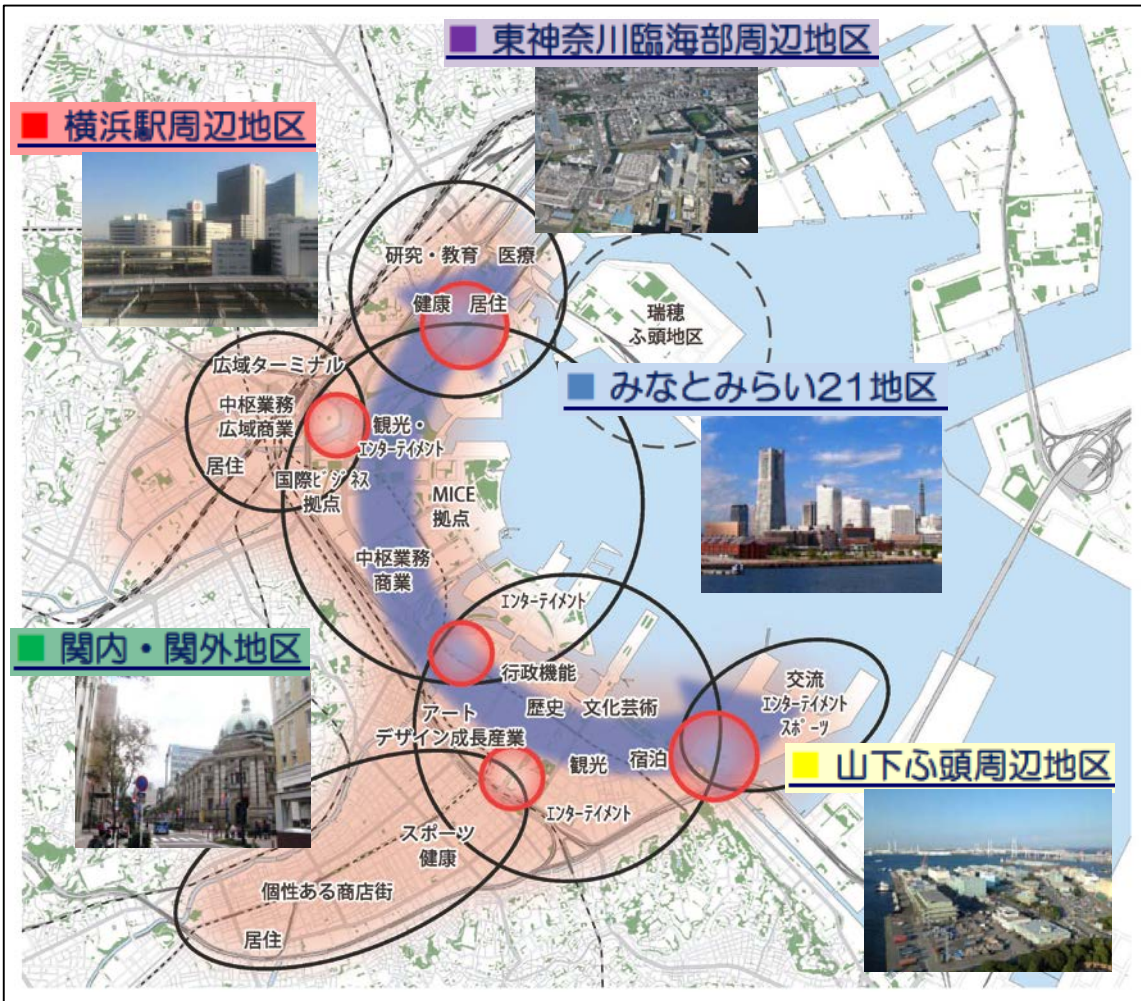 ■ 東神奈川臨海部周辺地区
■ 横浜駅周辺地区
研究・教育 医療
健康 居住
瑞穂
ふ頭地区
広域ターミナル
中枢業務
広域商業
居住
観光・
ｴﾝﾀｰﾃｲﾒﾝﾄ
国際ﾋﾞｼﾞﾈｽ
拠点
■ みなとみらい21地区
MICE
拠点
中枢業務
商業
ｴﾝﾀｰﾃｲﾒﾝﾄ
■ 関内・関外地区
行政機能
歴史 文化芸術
アート
デザイン成長産業
交流
ｴﾝﾀｰﾃｲﾒﾝﾄ
ｽﾎﾟｰﾂ
観光
宿泊
■ 山下ふ頭周辺地区
ｴﾝﾀｰﾃｲﾒﾝﾄ
スポーツ
健康
個性ある商店街
居住